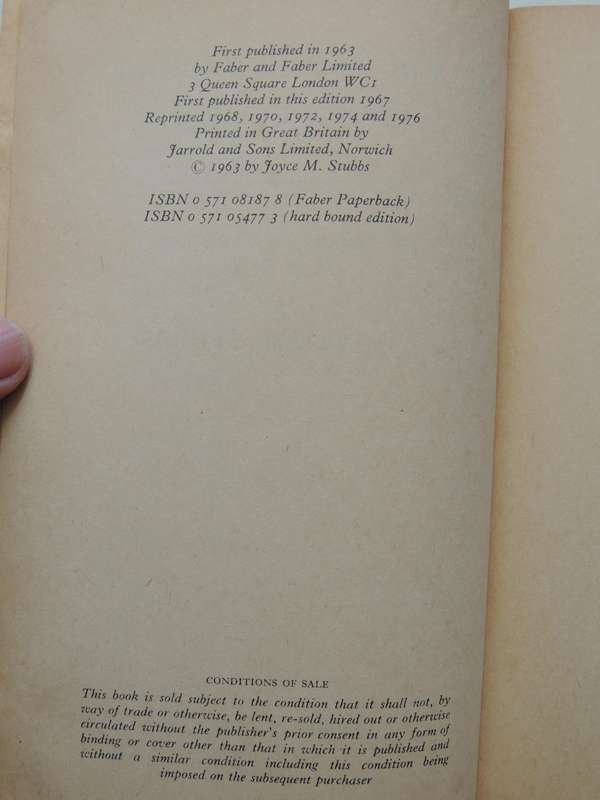 First published in 1963
by Faber and Faber Limited
3 Queen Square London WC1
First published in this edition 1967
Reprinted 1968, 1970, 1972, 1974 and 1976
Printed in Great Britain by
Jarrold and Sons Limited, Norwich
© 1963 by Joyce M. Stubbs
ISBN 0 571 08187 8 (Faber Paperback)
ISBN 0 571 05477 3 (hard bound edition)
CONDITIONS OF SALE
This book is sold subject to the condition that it shall not, by
way of trade or otherwise, be lent, re-sold, hired out or otherwise
circulated without the publisher's prior consent in any form of
binding or cover other than that in which it is published and
without a similar condition including this condition being
imposed on the subsequent purchaser